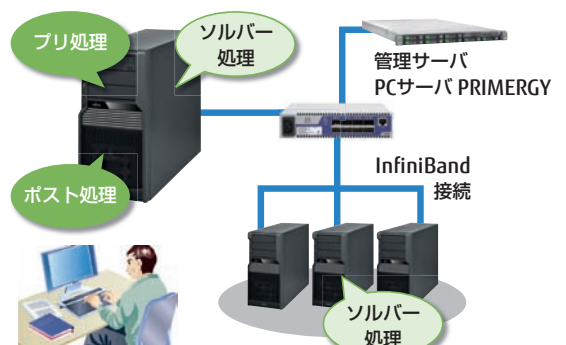 プリ処理
ソルバー
処理
管理サーバ
PCサーバ PRIMERGY
InfiniBand
接続
ポスト処理
ソルバー
処理